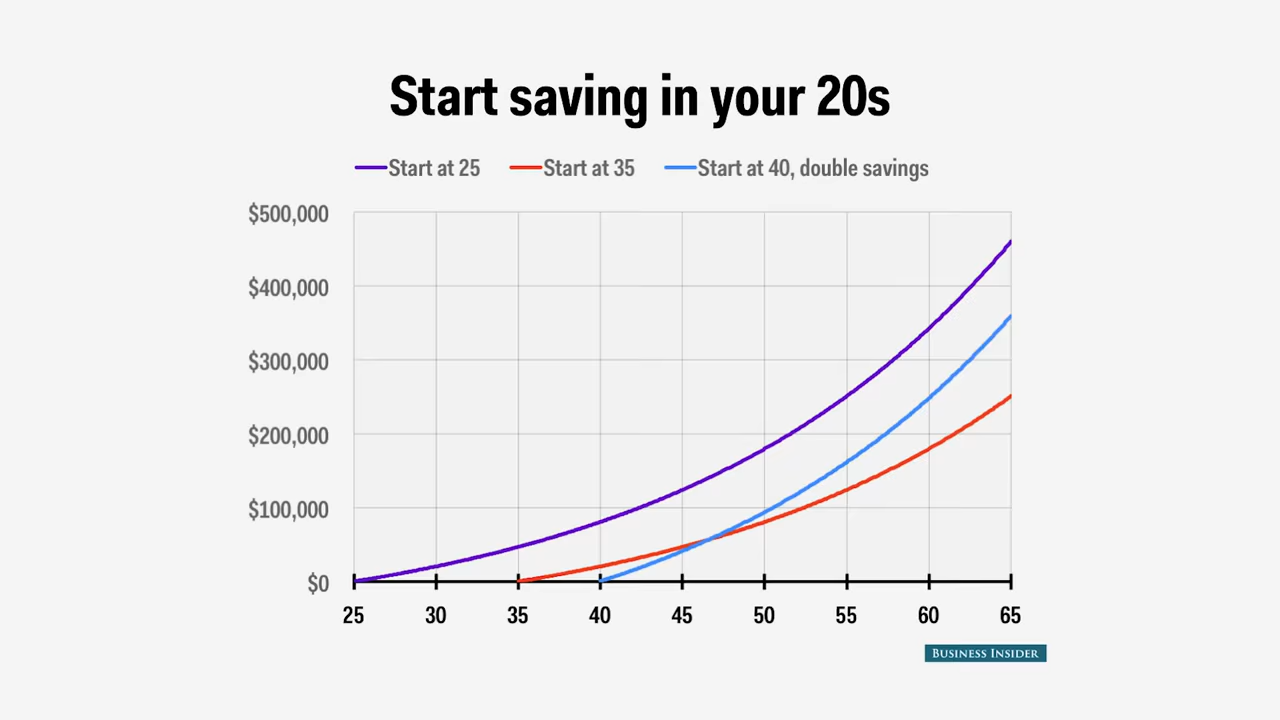 Start saving in your 20s
Start at 25 Start at 35 Start at 40, double savings
$500,000
$400,000
$300,000
$200,000
$100,000
$0
25 30 35 40 45 50 55 60 65
BUSINESS INSIDER